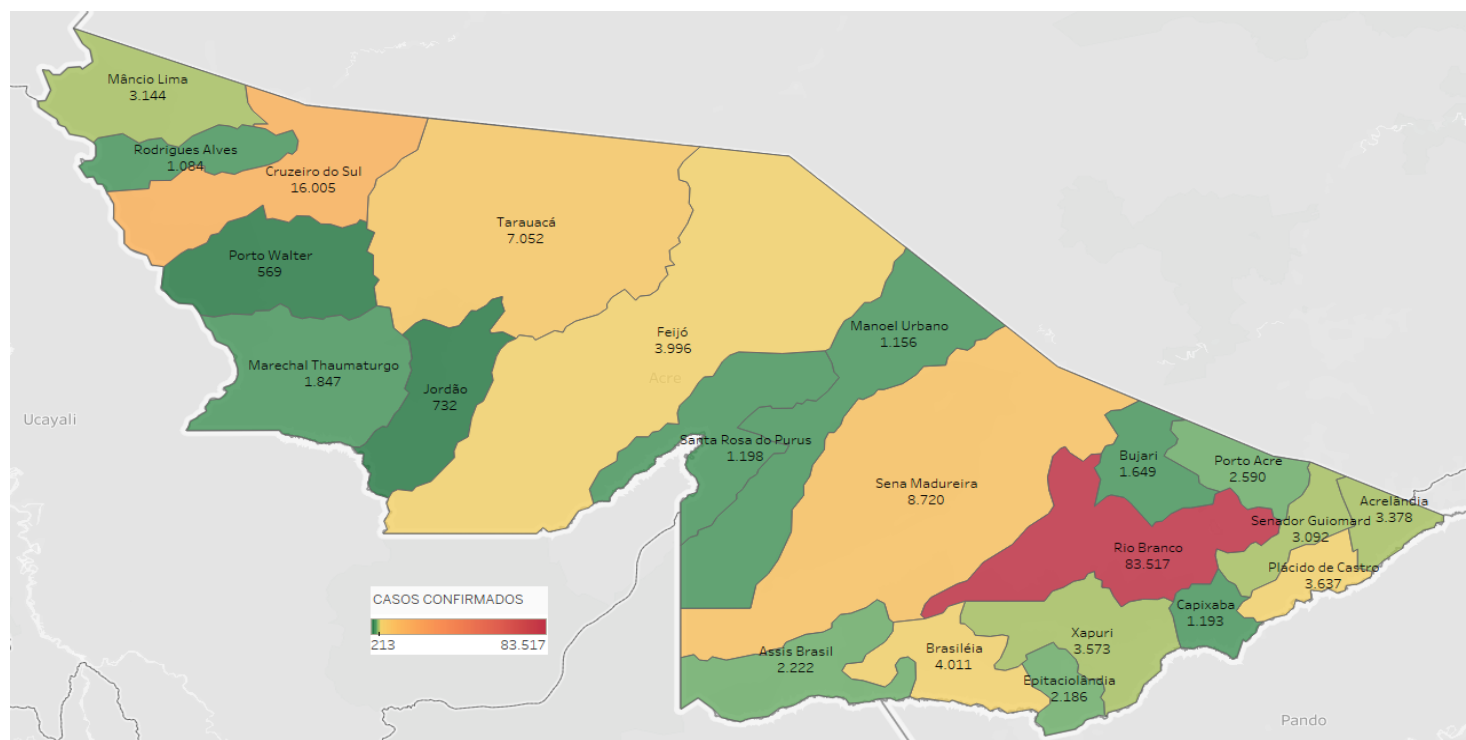 Mâncio Lima
3.144
Rodrigues Alves
1.084
Cruzeiro do Sul
16.005
Tarauacá
7.052
Porto Walter
569
Feijó
3.996
Manoel Urbano
1.156
Marechal Thaumaturgo
1.847
Acre
Jordão
732
Ucayali
Santa Rosa do Purus
1.198
Sena Madureira
8.720
Bujari
1.649
Porto Acre
2.590
Acrelândia
3.378
Senador Guiomard
3.092
Rio Branco
83.517
Plácido de Castro
3.637
CASOS CONFIRMADOS
213
83.517
Capixaba
1.193
Xapuri
3.573
Assis Brasil
2.222
Brasiléia
4.011
Epitaciolândia
2.186
Pando